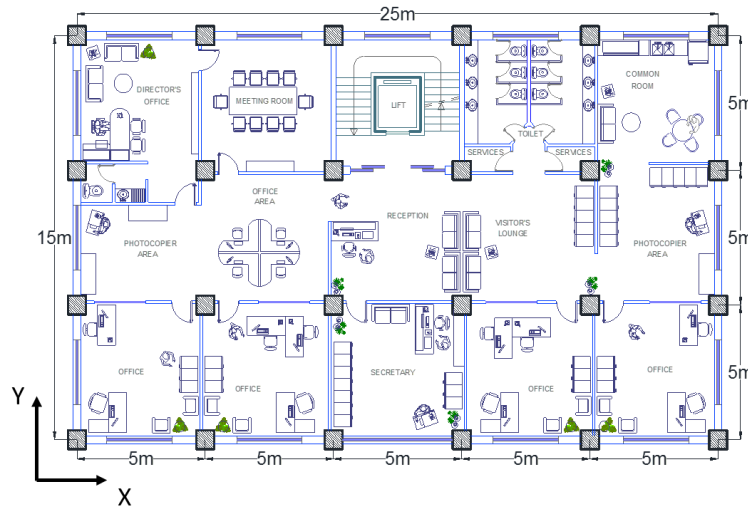 25m
DIRECTOR'S
OFFICE
MEETING ROOM
LIFT
COMMON
ROOM
TOILET
SERVICES
SERVICES
5m
15m
OFFICE
AREA
RECEPTION
VISITOR'S
LOUNGE
PHOTOCOPIER
AREA
PHOTOCOPIER
AREA
5m
OFFICE
OFFICE
SECRETARY
OFFICE
OFFICE
5m
Y
5m
5m
5m
5m
5m
X